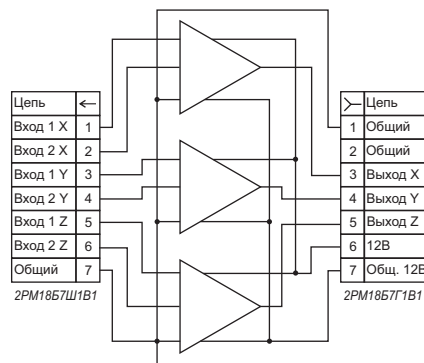 Цепь
Вход 1 X 1
Вход 2 X 2
Вход 1 Y 3
Вход 2 Y 4
Вход 1 Z 5
Вход 2 Z 6
Общий 7
2РМ18Б7Ш1В1
Цепь
1 Общий
2 Общий
3 Выход X
4 Выход Y
5 Выход Z
6 12В
7 Общ. 12В
2РМ18Б7Г1В1